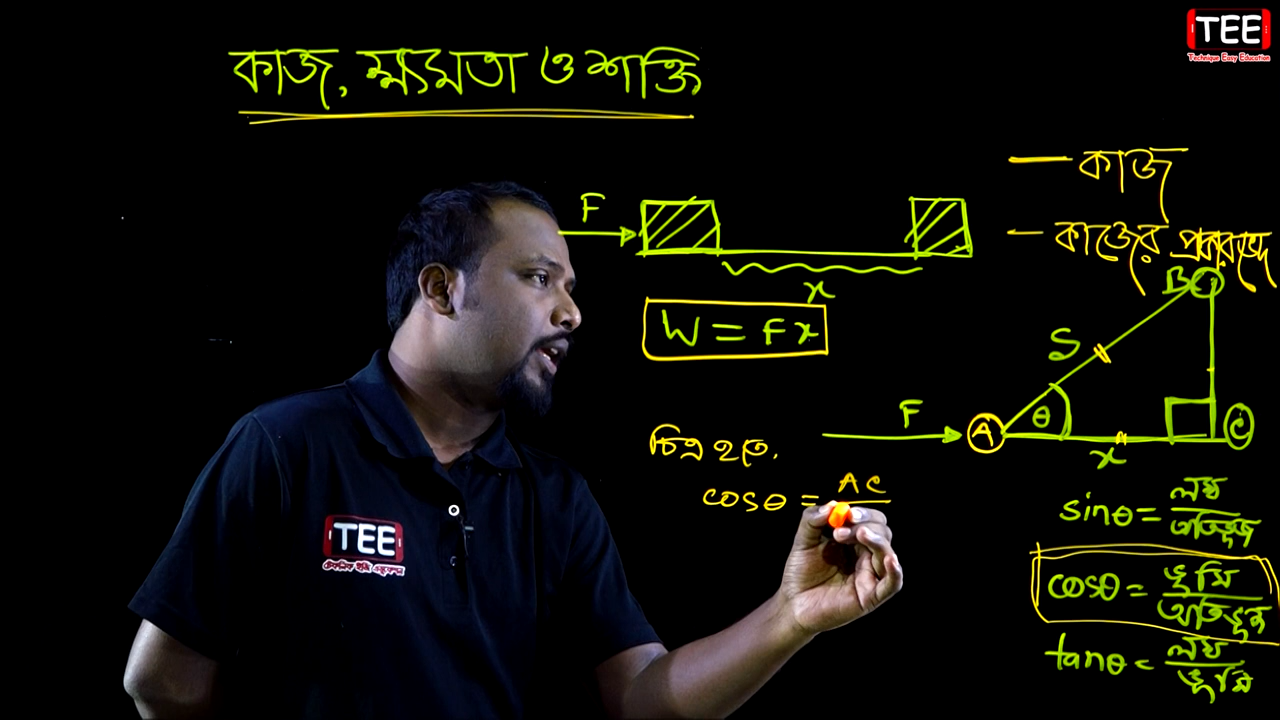 TEE
Technique Easy Education
কাজ, ক্ষমতা ও শক্তি
— কাজ
— কাজের প্রকারভেদ
F
x
W = Fx
B
S
θ
F
A
C
x
চিত্র হতে,
cosθ = AC
sinθ = লম্ব / অতিভূজ
cosθ = ভূমি / অতিভূজ
tanθ = লম্ব / ভূমি
TEE